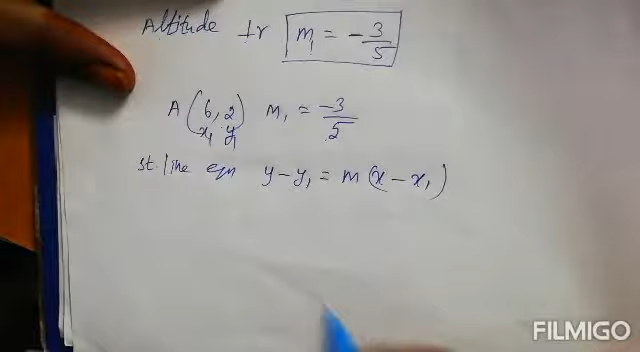 Altitude ⊥r m₁ = -3/5
A (6, 2) m₁ = -3/5
x₁ y₁
st. line eqn y - y₁ = m (x - x₁)
FILMIGO